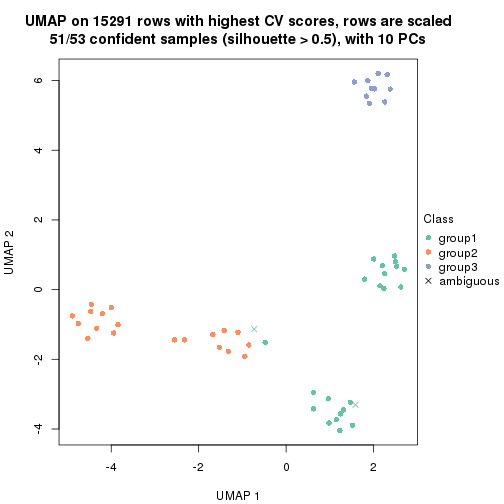 UMAP on 15291 rows with highest CV scores, rows are scaled
51/53 confident samples (silhouette > 0.5), with 10 PCs
6
4
2
0
-2
-4
UMAP 2
-4
-2
0
2
UMAP 1
Class
group1
group2
group3
ambiguous